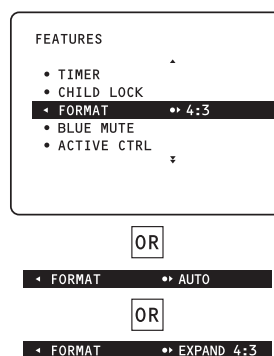 FEATURES
• TIMER
• CHILD LOCK
◂ FORMAT •▸ 4:3
• BLUE MUTE
• ACTIVE CTRL
OR
◂ FORMAT •▸ AUTO
OR
◂ FORMAT •▸ EXPAND 4:3